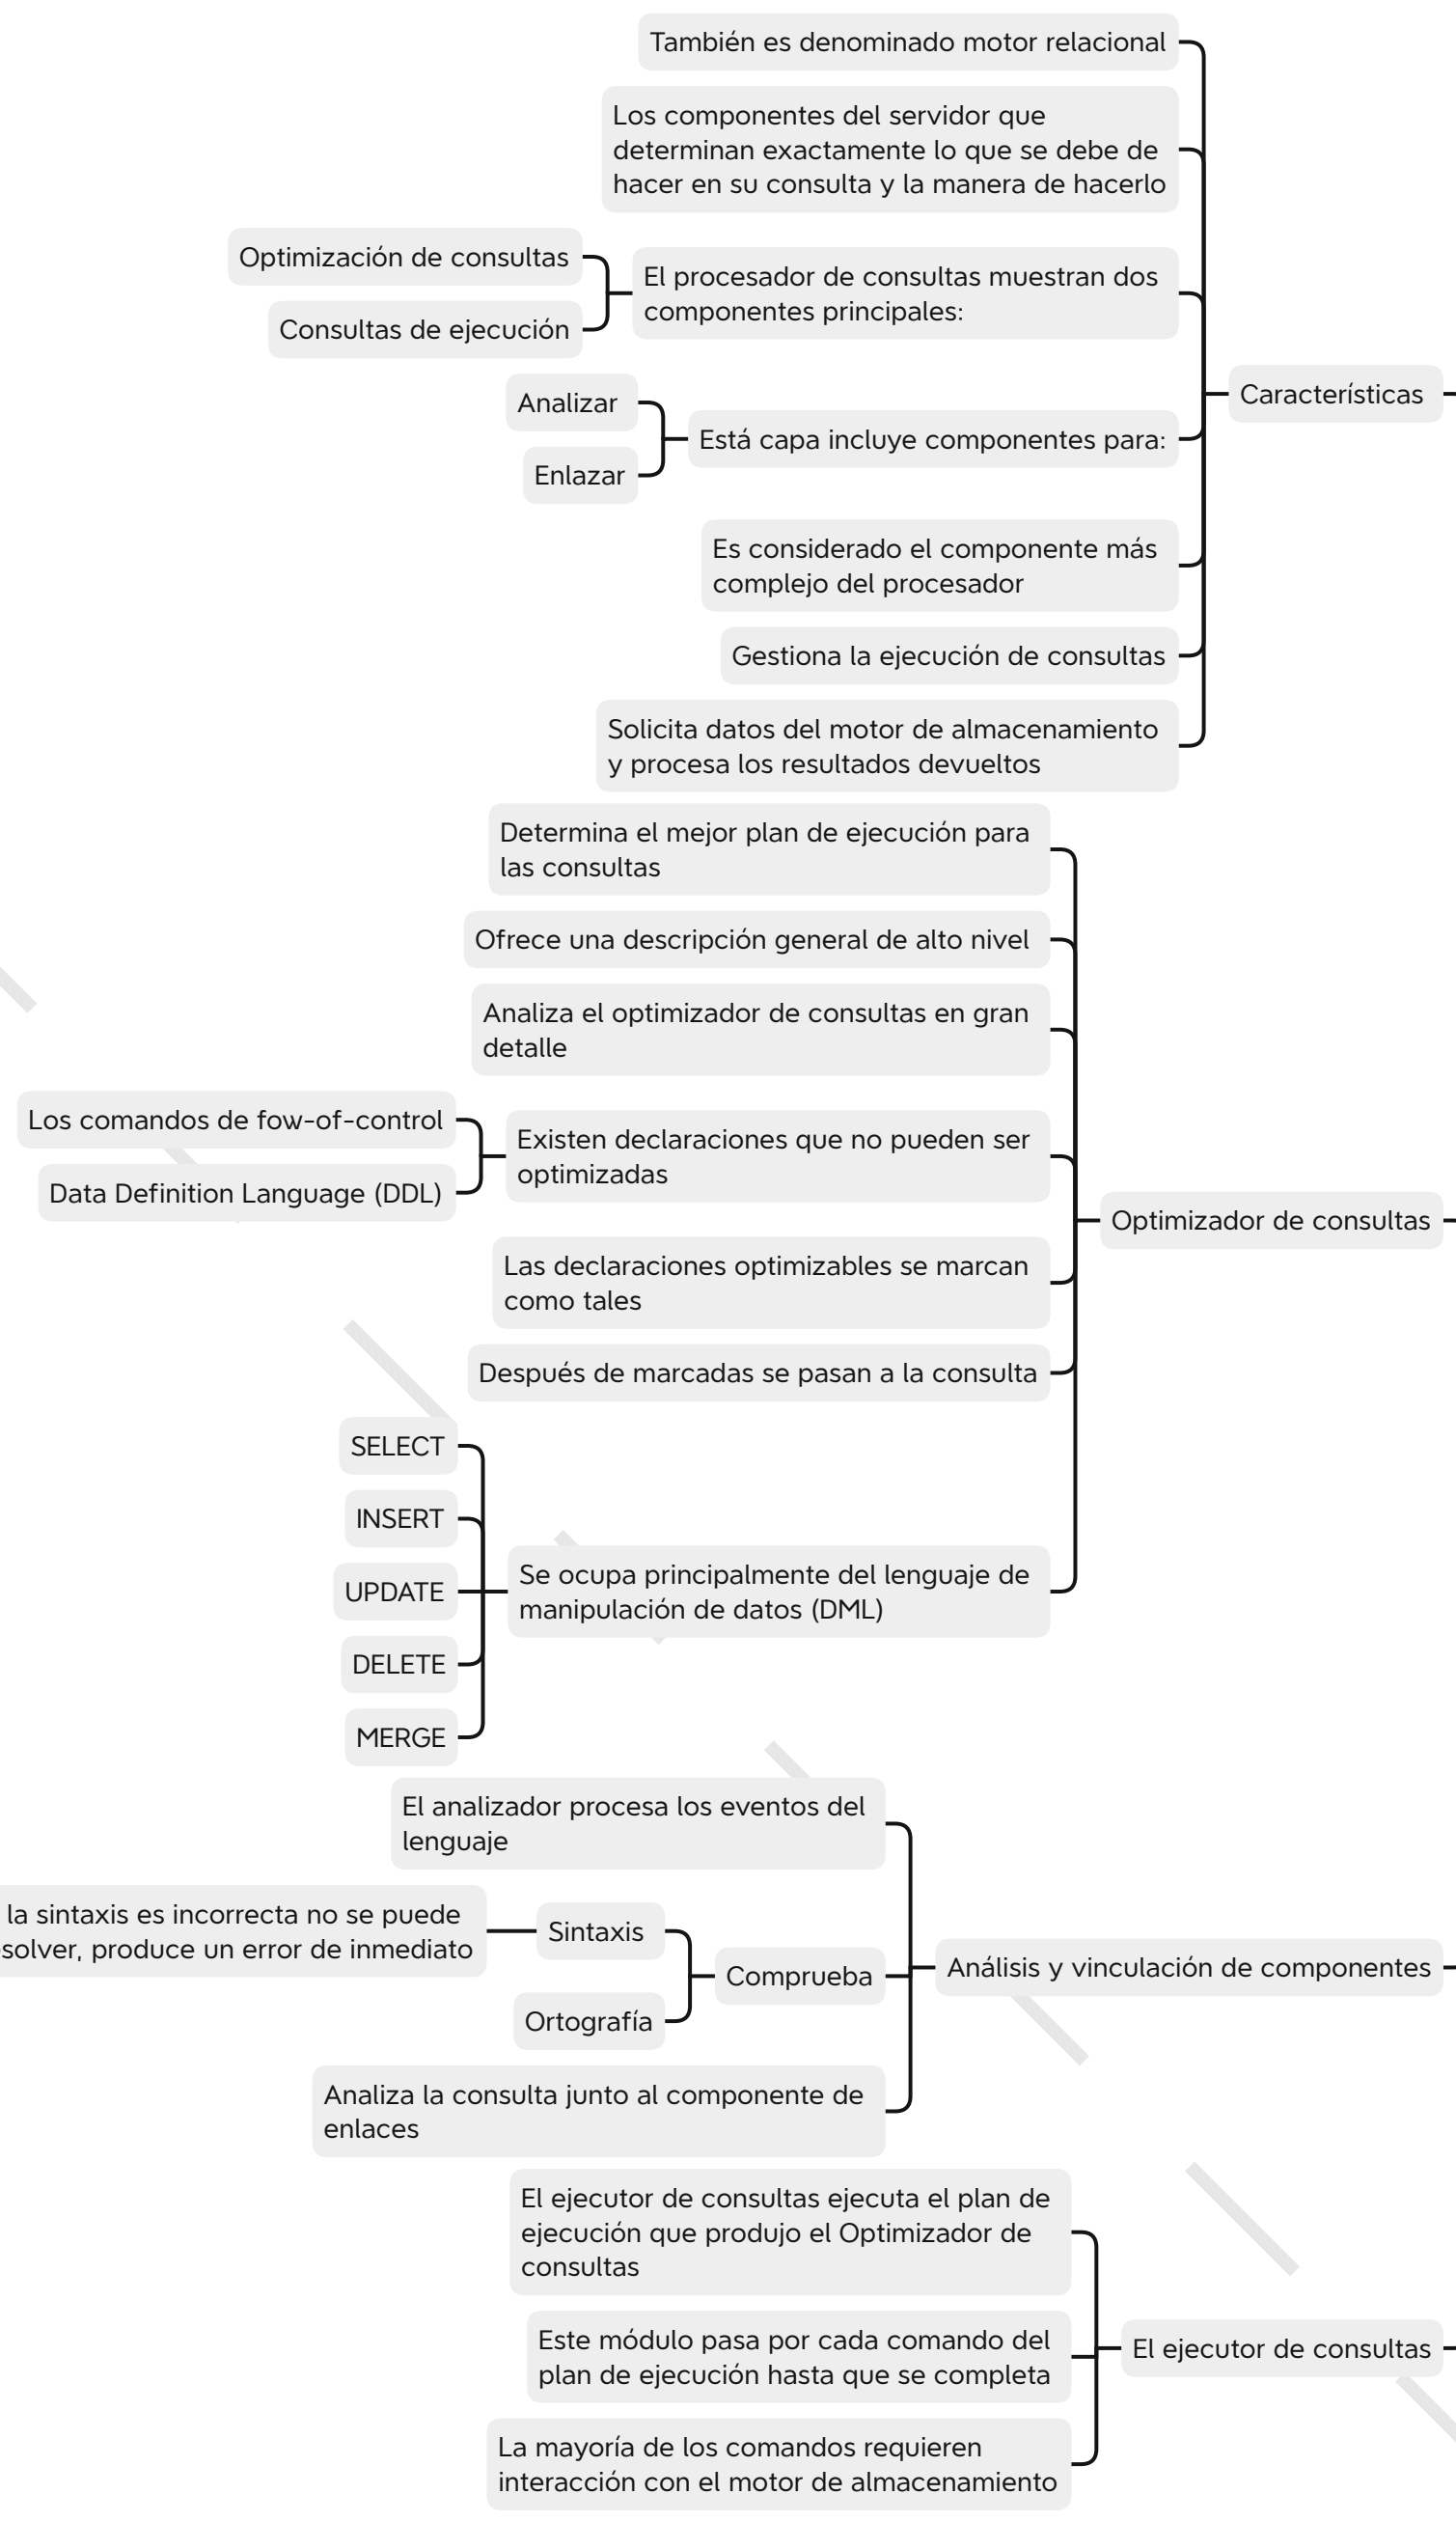 También es denominado motor relacional
Los componentes del servidor que
determinan exactamente lo que se debe de
hacer en su consulta y la manera de hacerlo
Optimización de consultas
Consultas de ejecución
El procesador de consultas muestran dos
componentes principales:
Analizar
Enlazar
Está capa incluye componentes para:
Es considerado el componente más
complejo del procesador
Gestiona la ejecución de consultas
Solicita datos del motor de almacenamiento
y procesa los resultados devueltos
Características
Determina el mejor plan de ejecución para
las consultas
Ofrece una descripción general de alto nivel
Analiza el optimizador de consultas en gran
detalle
Los comandos de fow-of-control
Data Definition Language (DDL)
Existen declaraciones que no pueden ser
optimizadas
Las declaraciones optimizables se marcan
como tales
Después de marcadas se pasan a la consulta
SELECT
INSERT
UPDATE
DELETE
MERGE
Se ocupa principalmente del lenguaje de
manipulación de datos (DML)
Optimizador de consultas
El analizador procesa los eventos del
lenguaje
la sintaxis es incorrecta no se puede
solver, produce un error de inmediato
Sintaxis
Ortografía
Comprueba
Analiza la consulta junto al componente de
enlaces
Análisis y vinculación de componentes
El ejecutor de consultas ejecuta el plan de
ejecución que produjo el Optimizador de
consultas
Este módulo pasa por cada comando del
plan de ejecución hasta que se completa
La mayoría de los comandos requieren
interacción con el motor de almacenamiento
El ejecutor de consultas